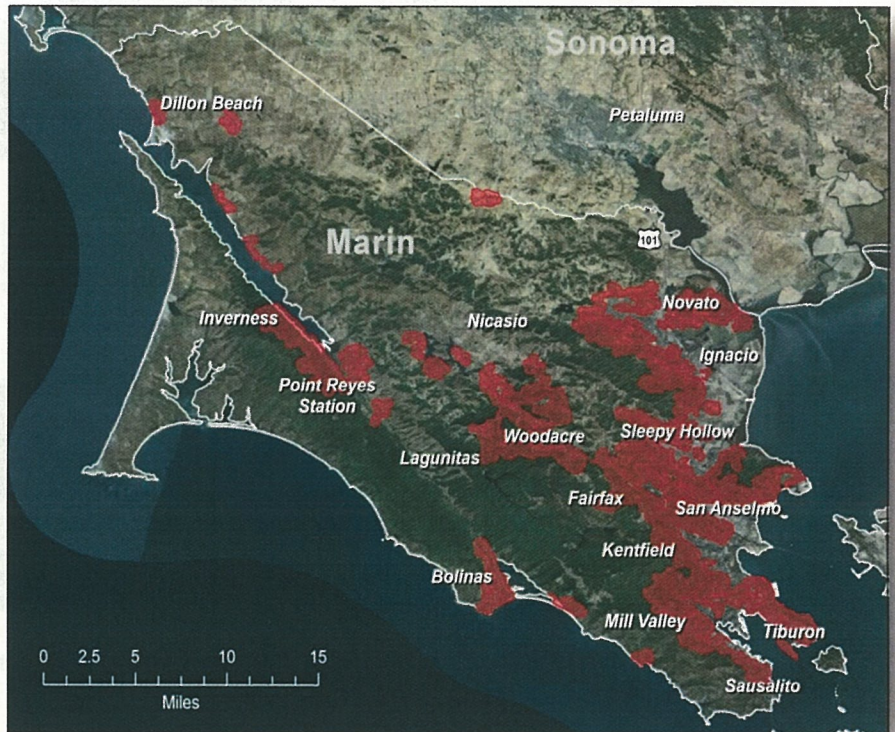 Sonoma
Dillon Beach
Petaluma
101
Marin
Inverness
Nicasio
Novato
Ignacio
Point Reyes
Station
Woodacre
Sleepy Hollow
Lagunitas
Fairfax
San Anselmo
Kentfield
Bolinas
Mill Valley
Tiburon
Sausalito
0 2.5 5 10 15
Miles